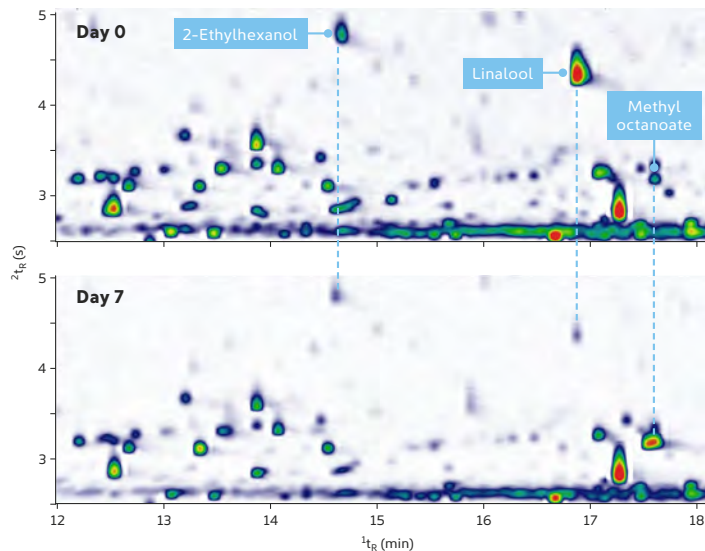 5
Day 0
2-Ethylhexanol
Linalool
4
Methyl
octanoate
3
²tR (s)
5
Day 7
4
3
12 13 14 15 16 17 18
¹tR (min)